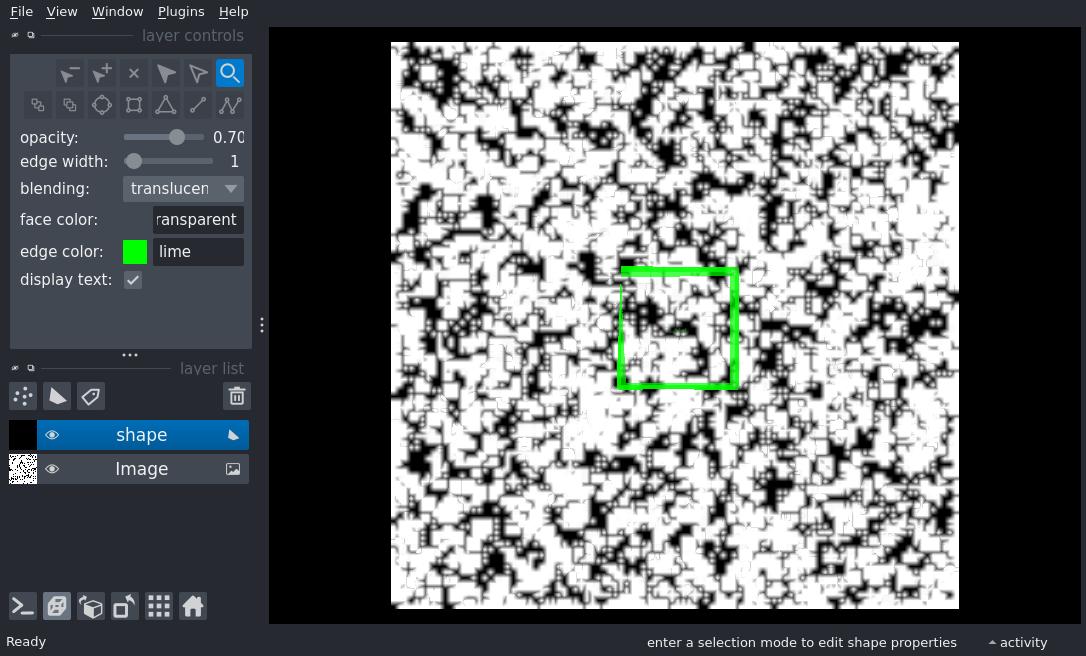 File View Window Plugins Help
layer controls
opacity: 0.70
edge width: 1
blending: translucen
face color: ransparent
edge color: lime
display text:
layer list
shape
Image
Ready
enter a selection mode to edit shape properties
activity